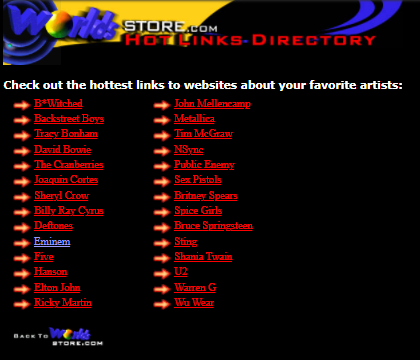 Worlds STORE.COM
HOT LINKS-DIRECTORY
Check out the hottest links to websites about your favorite artists:
B*Witched
Backstreet Boys
Tracy Bonham
David Bowie
The Cranberries
Joaquin Cortes
Sheryl Crow
Billy Ray Cyrus
Deftones
Eminem
Five
Hanson
Elton John
Ricky Martin
John Mellencamp
Metallica
Tim McGraw
NSync
Public Enemy
Sex Pistols
Britney Spears
Spice Girls
Bruce Springsteen
Sting
Shania Twain
U2
Warren G
Wu Wear
BACK TO Worlds
STORE.COM